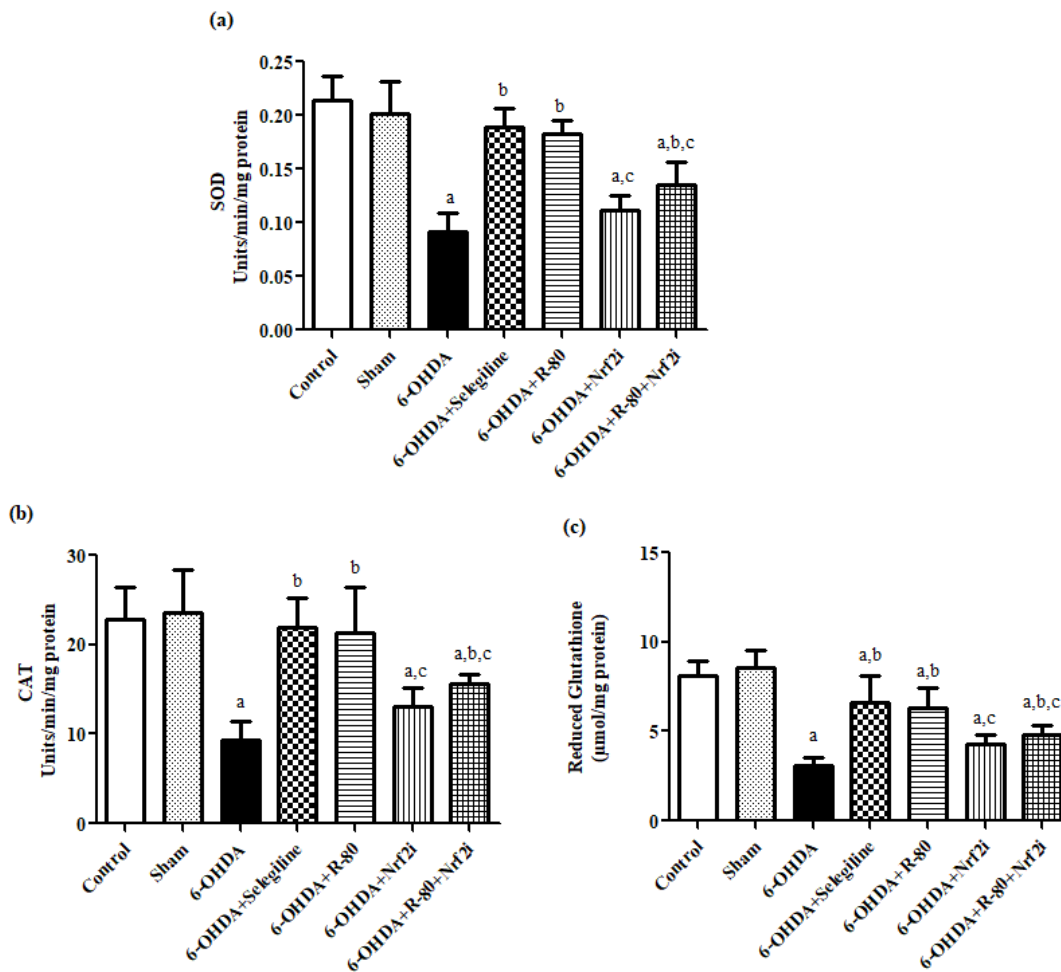 (a)
SOD
Units/min/mg protein
0.25
0.20
0.15
0.10
0.05
0.00
a
b
b
a,c
a,b,c
Control
Sham
6-OHDA
6-OHDA+Selegiline
6-OHDA+R-80
6-OHDA+Nrf2i
6-OHDA+R-80+Nrf2i
(b)
CAT
Units/min/mg protein
30
20
10
0
a
b
b
a,c
a,b,c
Control
Sham
6-OHDA
6-OHDA+Selegiline
6-OHDA+R-80
6-OHDA+Nrf2i
6-OHDA+R-80+Nrf2i
(c)
Reduced Glutathione
(µmol/mg protein)
15
10
5
0
a
a,b
a,b
a,c
a,b,c
Control
Sham
6-OHDA
6-OHDA+Selegiline
6-OHDA+R-80
6-OHDA+Nrf2i
6-OHDA+R-80+Nrf2i